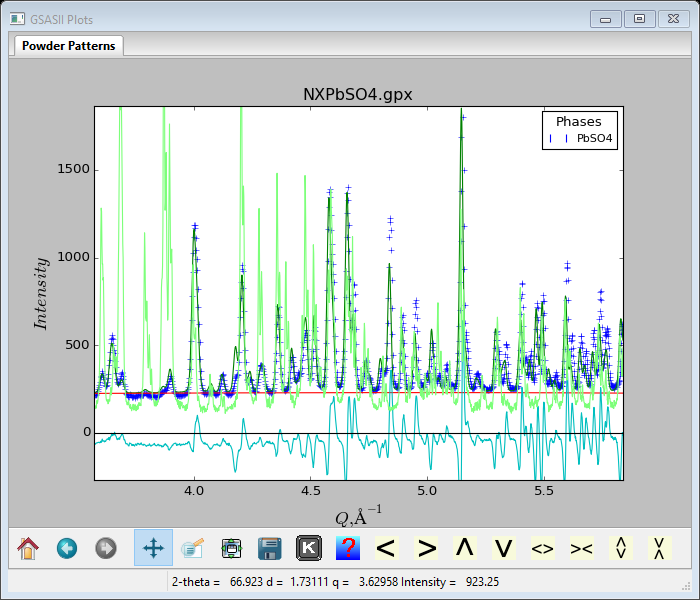 GSASII Plots
Powder Patterns
NXPbSO4.gpx
Phases
PbSO4
1500
1000
500
0
Intensity
4.0 4.5 5.0 5.5
Q,Å⁻¹
K ? < > Λ V <> ><
2-theta = 66.923 d = 1.73111 q = 3.62958 Intensity = 923.25